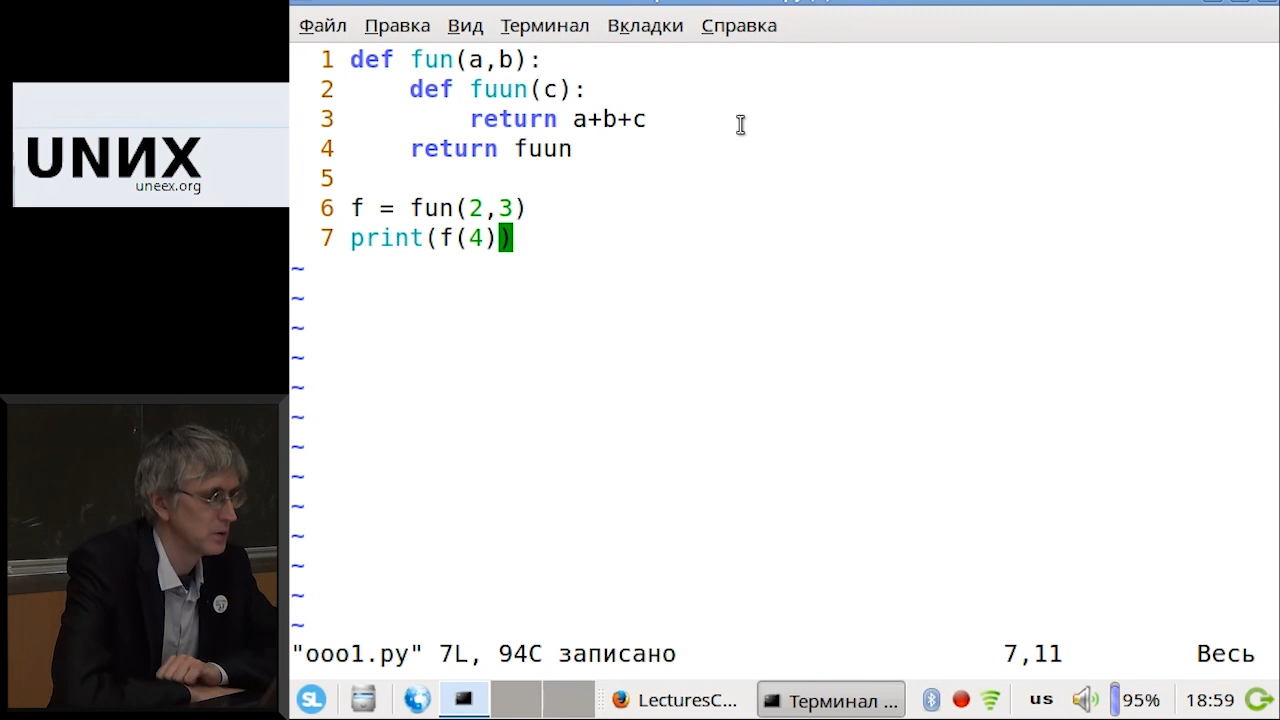 UNИX
uneex.org
Файл Правка Вид Терминал Вкладки Справка
1 def fun(a,b):
2     def fuun(c):
3         return a+b+c
4     return fuun
5
6 f = fun(2,3)
7 print(f(4))
~
~
~
~
~
~
~
~
~
~
~
~
~
"ooo1.py" 7L, 94C записано 7,11 Весь
SL LecturesC... Терминал ... us 95% 18:59